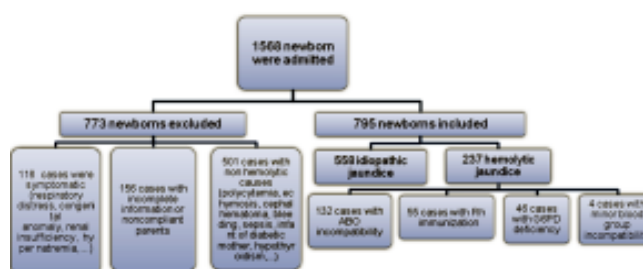 1568 newborn
were admitted
773 newborns excluded
795 newborns included
116 cases were
symptomatic
(respiratory
distress, congen
tal
anomaly, renal
insufficiency, hy
per natremia,...)
156 cases with
incomplete
information or
noncompliant
parents
501 cases with
non hemolytic
causes
(polycytemia, ec
hymosis, cephal
hematoma, blee
ding, sepsis, infa
nt of diabetic
mother, hypothyr
oidism,...)
558 idiopathic
jaundice
237 hemolytic
jaundice
132 cases with
ABO
incompatibility
55 cases with Rh
immunization
46 cases with
G6PD
deficiency
4 cases with
minor blood
group
incompatibility